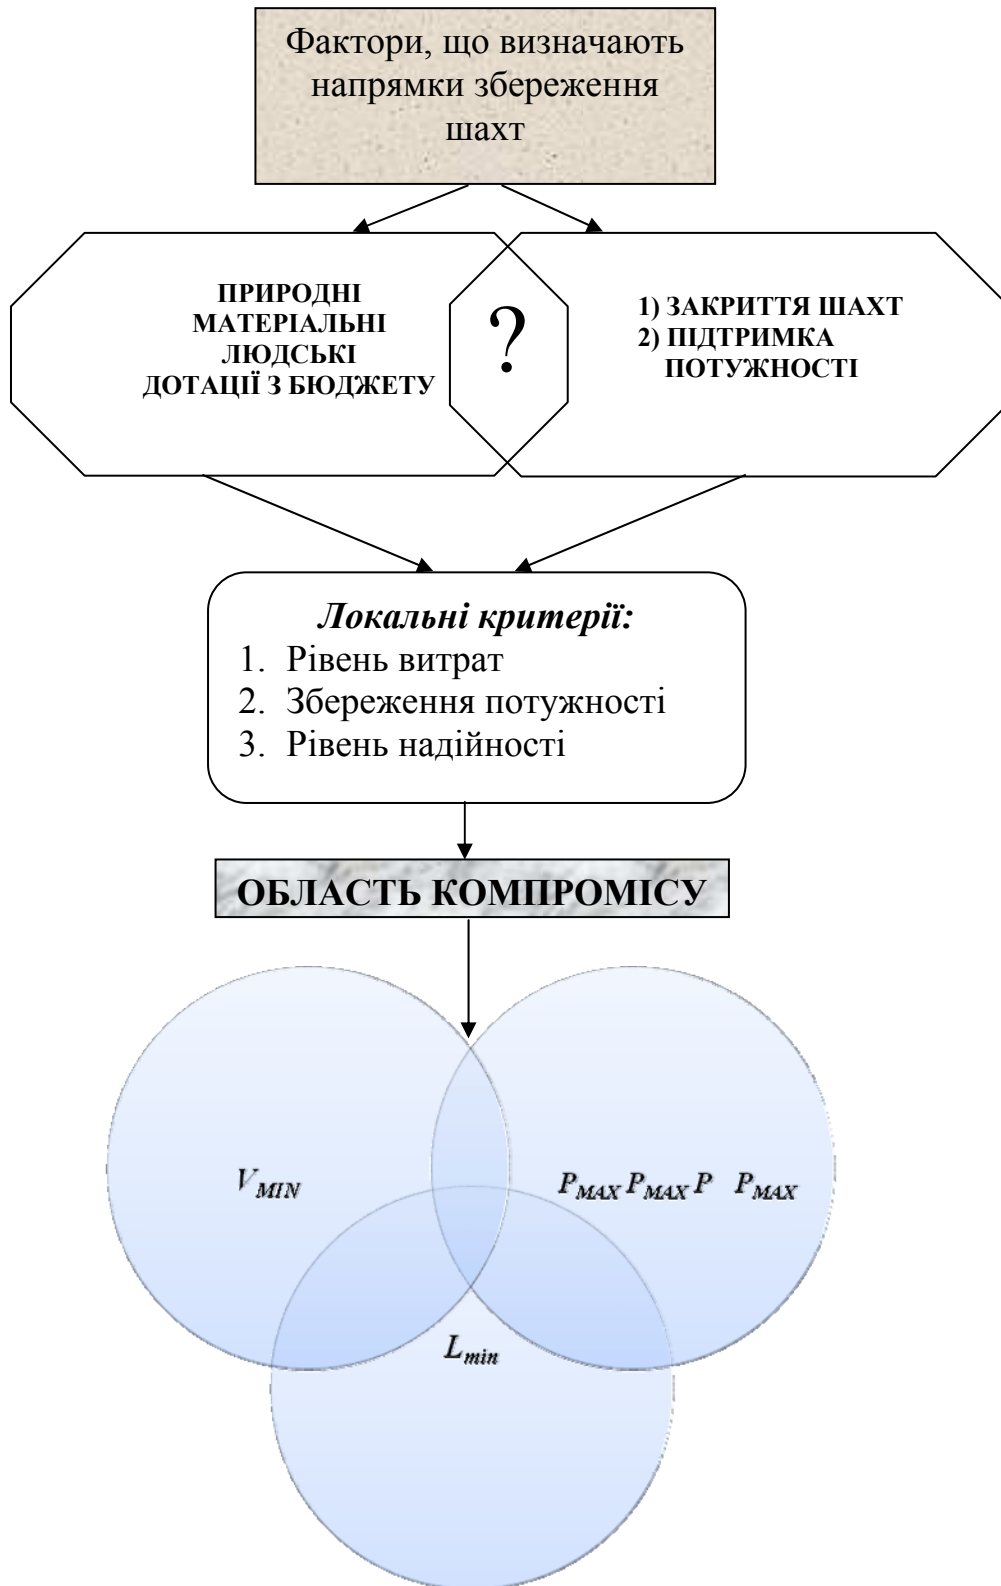 Фактори, що визначають
напрямки збереження
шахт
ПРИРОДНІ
МАТЕРІАЛЬНІ
ЛЮДСЬКІ
ДОТАЦІЇ З БЮДЖЕТУ
?
1) ЗАКРИТТЯ ШАХТ
2) ПІДТРИМКА
ПОТУЖНОСТІ
Локальні критерії:
1. Рівень витрат
2. Збереження потужності
3. Рівень надійності
ОБЛАСТЬ КОМПРОМІСУ
V_MIN
P_MAX P_MAX P P_MAX
L_min